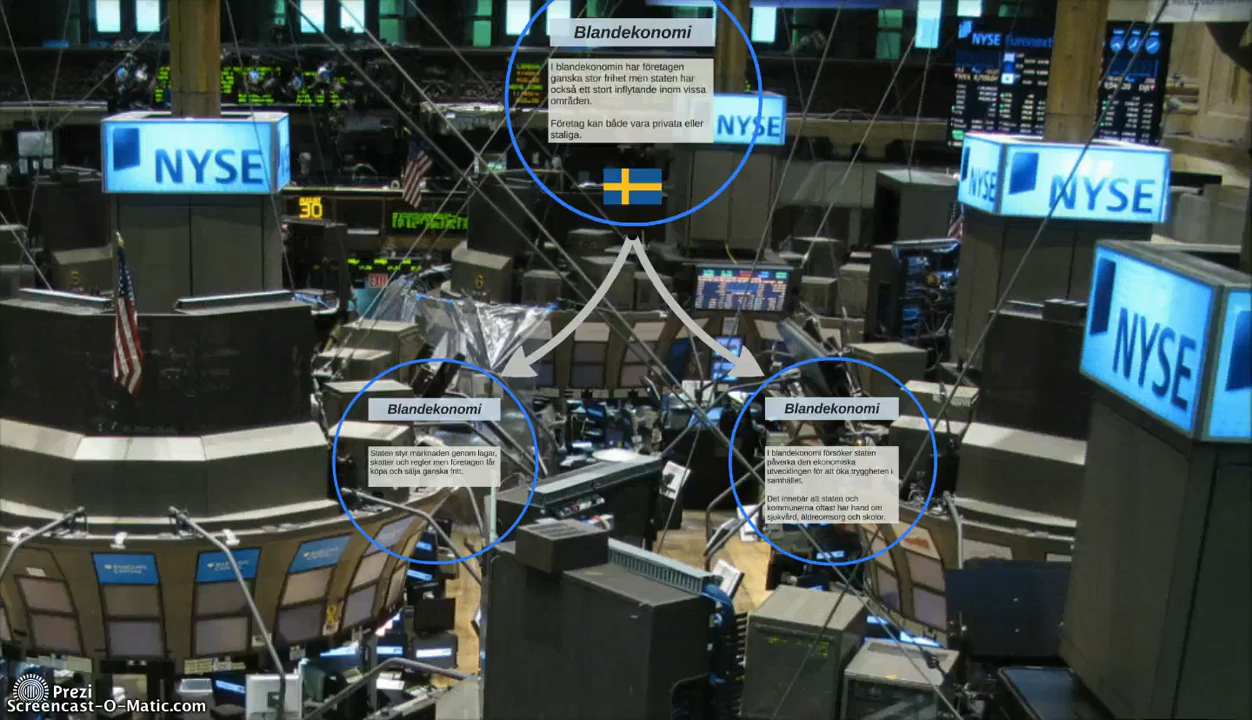 Blandekonomi
I blandekonomin har företagen
ganska stor frihet men staten har
också ett stort inflytande inom vissa
områden.
Företag kan både vara privata eller
staliga.
NYSE
NYSE
NYSE
NYSE
NYSE
NYSE
30
EXIT
Blandekonomi
Staten styr marknaden genom lagar,
skatter och regler men företagen får
köpa och sälja ganska fritt.
Blandekonomi
I blandekonomi försöker staten
påverka den ekonomiska
utvecklingen för att öka tryggheten i
samhället.
Det innebär att staten och
kommunerna oftast har hand om
sjukvård, äldreomsorg och skolor.
Prezi
Screencast-O-Matic.com